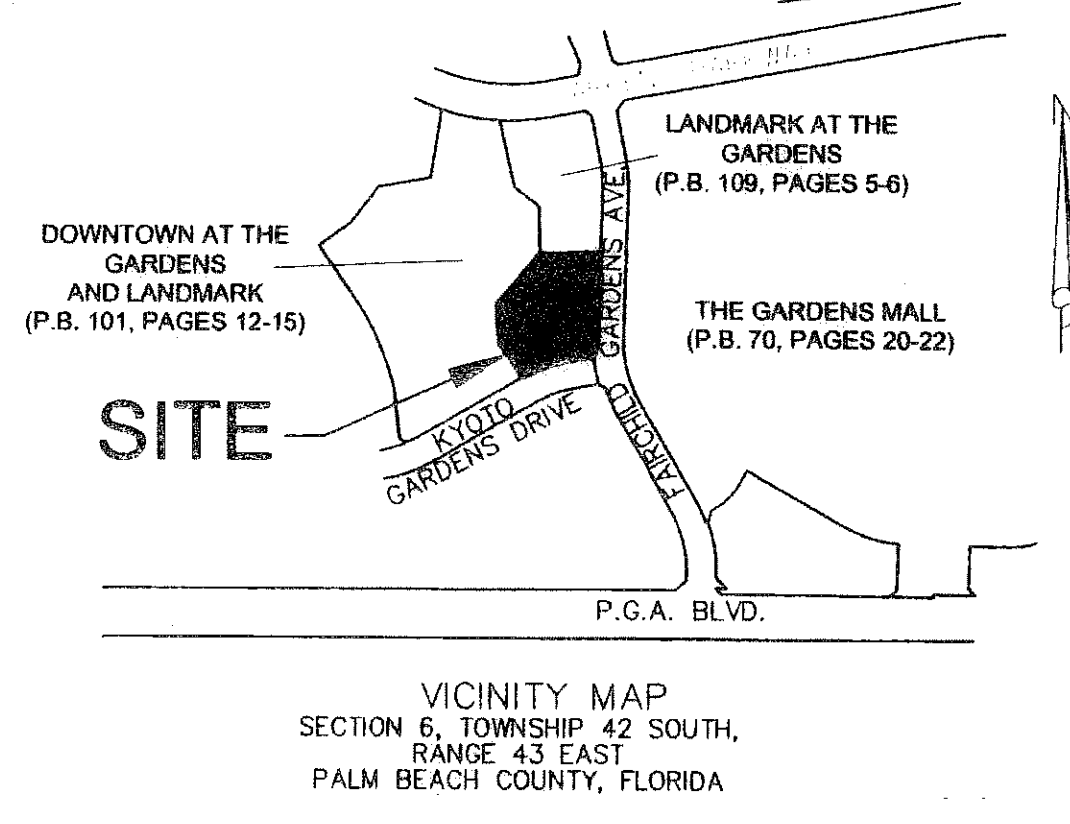 LANDMARK AT THE
GARDENS
(P.B. 109, PAGES 5-6)
DOWNTOWN AT THE
GARDENS
AND LANDMARK
(P.B. 101, PAGES 12-15)
GARDENS AVE.
THE GARDENS MALL
(P.B. 70, PAGES 20-22)
SITE
KYOTO
GARDENS DRIVE
FAIRCHILD
P.G.A. BLVD.
VICINITY MAP
SECTION 6, TOWNSHIP 42 SOUTH,
RANGE 43 EAST
PALM BEACH COUNTY, FLORIDA